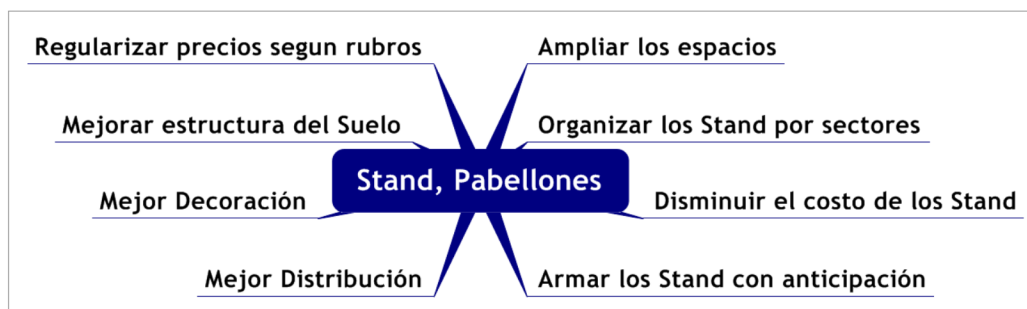 Regularizar precios segun rubros
Ampliar los espacios
Mejorar estructura del Suelo
Organizar los Stand por sectores
Stand, Pabellones
Mejor Decoración
Disminuir el costo de los Stand
Mejor Distribución
Armar los Stand con anticipación